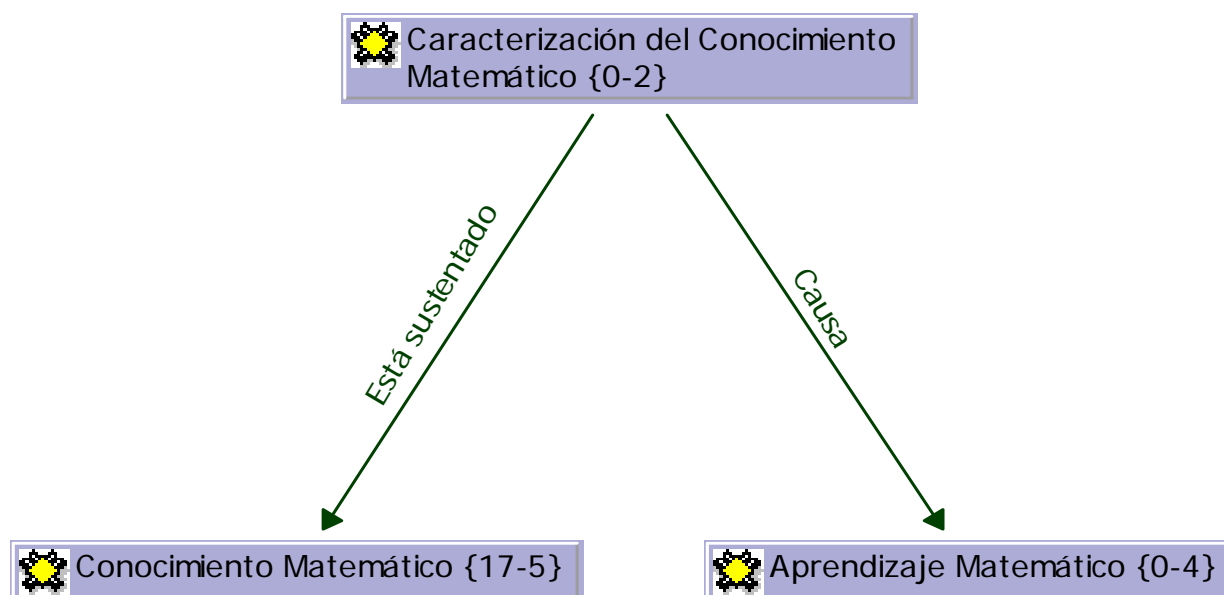 Caracterización del Conocimiento
Matemático {0-2}
Está sustentado
Causa
Conocimiento Matemático {17-5}
Aprendizaje Matemático {0-4}